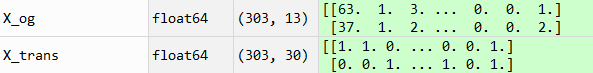 X_og float64 (303, 13) [[63. 1. 3. ... 0. 0. 1.]
[37. 1. 2. ... 0. 0. 2.]
X_trans float64 (303, 30) [[1. 1. 0. ... 0. 0. 1.]
[0. 0. 1. ... 1. 0. 1.]